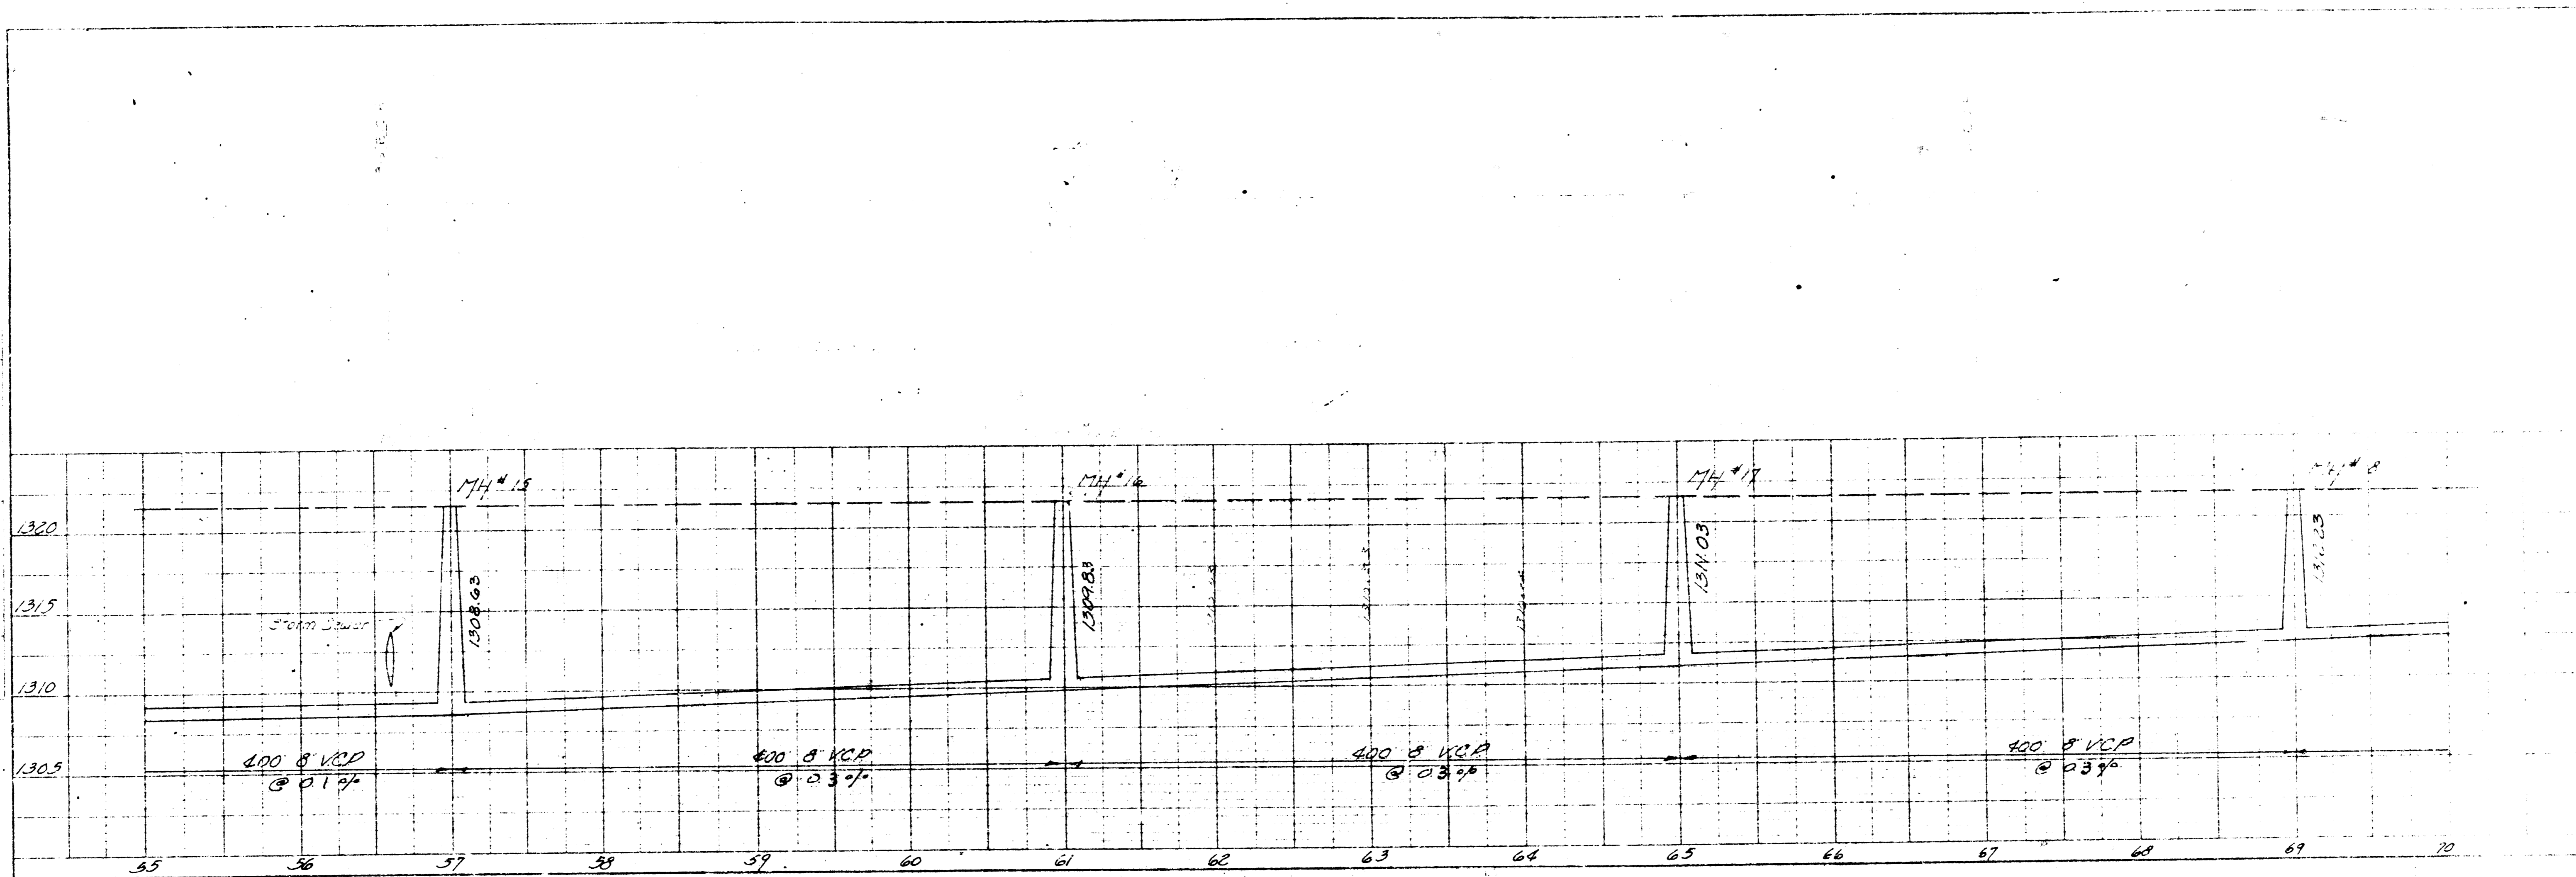 MH # 15
MH # 16
MH # 17
MH # 8
1320
1315
1310
1305
Storm Sewer
1308.63
1309.83
1311.03
400' 8" VCP
@ 0.1 %
400' 8" VCP
@ 0.3 %
400' 8" VCP
@ 0.3 %
400' 8" VCP
@ 0.3 %
55 56 57 58 59 60 61 62 63 64 65 66 67 68 69 70